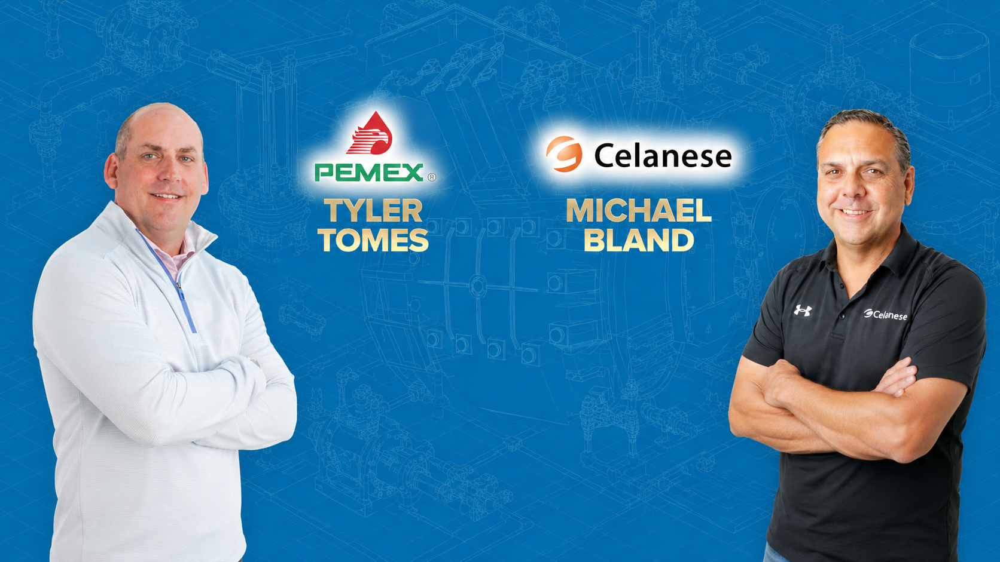 PEMEX ®
TYLER
TOMES
Celanese
MICHAEL
BLAND
Celanese